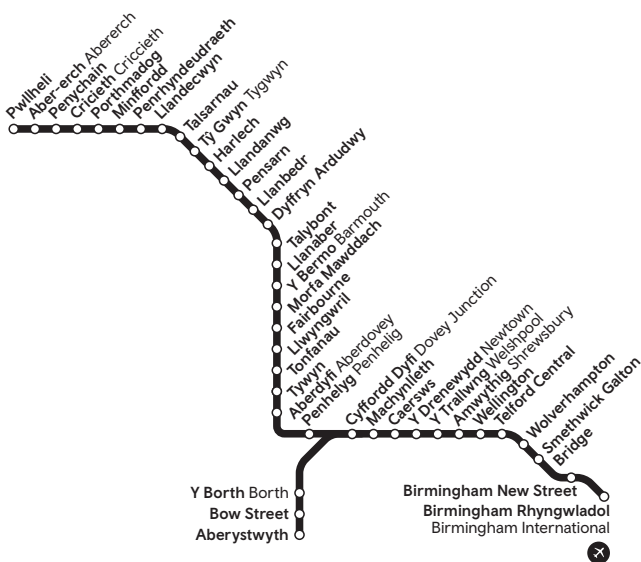 Pwllheli
Aber-erch Abererch
Penychain
Cricieth Criccieth
Porthmadog
Minffordd
Penrhyndeudraeth
Llandecwyn
Talsarnau
Tŷ Gwyn Tygwyn
Harlech
Llandanwg
Pensarn
Llanbedr
Dyffryn Ardudwy
Talybont
Llanaber
Y Bermo Barmouth
Morfa Mawddach
Fairbourne
Llwyngwril
Tonfanau
Tywyn
Aberdyfi Aberdovey
Penhelyg Penhelig
Cyffordd Dyfi Dovey Junction
Machynlleth
Caersws
Y Drenewydd Newtown
Y Trallwng Welshpool
Amwythig Shrewsbury
Wellington
Telford Central
Wolverhampton
Smethwick Galton
Bridge
Y Borth Borth
Bow Street
Aberystwyth
Birmingham New Street
Birmingham Rhyngwladol
Birmingham International